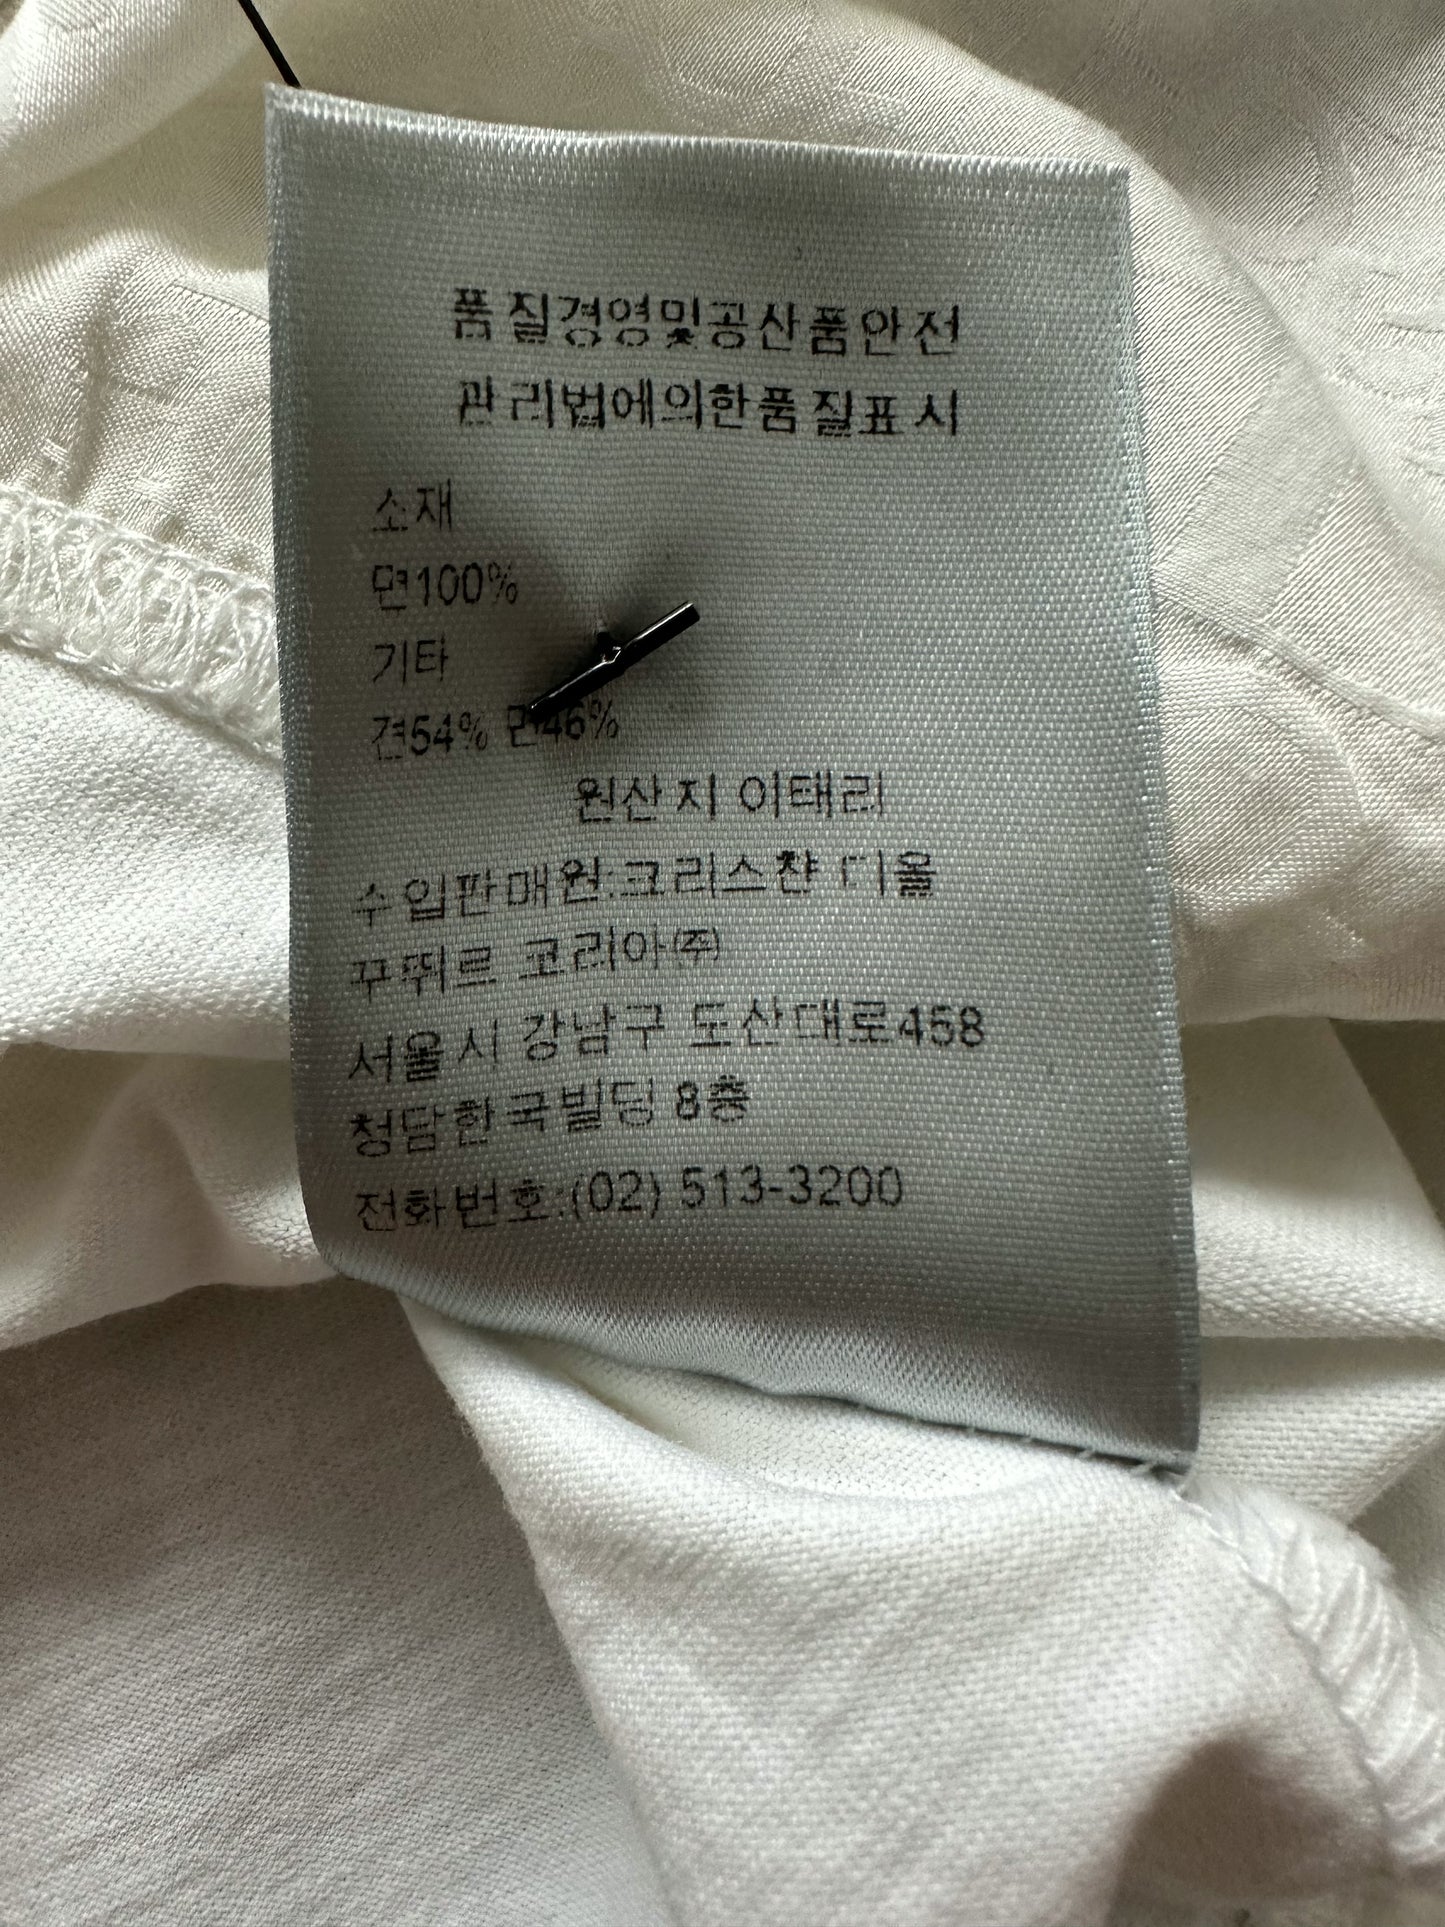 품질경영및공산품안전
관리법에의한품질표시
소재
면100%
기타
견54% 면46%
원산지 이태리
수입판매원:크리스챤 디올
꾸뛰르 코리아㈜
서울시 강남구 도산대로458
청담한국빌딩 8층
전화번호:(02) 513-3200